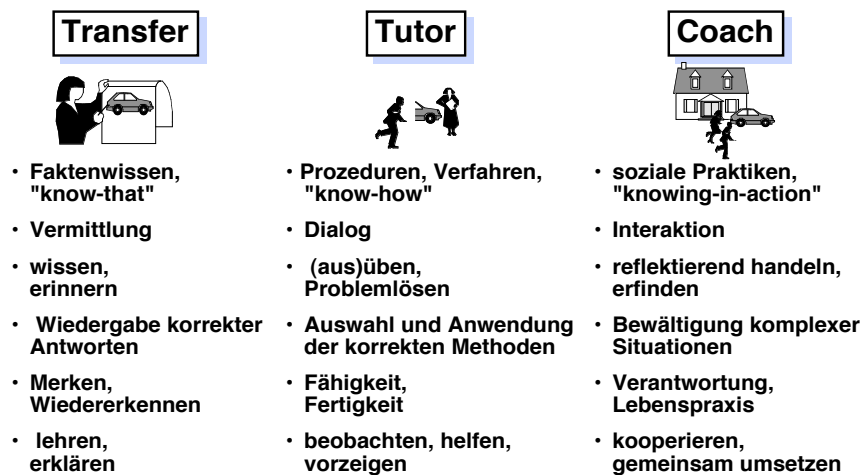 Transfer
Tutor
Coach
• Faktenwissen,
"know-that"
• Vermittlung
• wissen,
erinnern
• Wiedergabe korrekter
Antworten
• Merken,
Wiedererkennen
• lehren,
erklären
• Prozeduren, Verfahren,
"know-how"
• Dialog
• (aus)üben,
Problemlösen
• Auswahl und Anwendung
der korrekten Methoden
• Fähigkeit,
Fertigkeit
• beobachten, helfen,
vorzeigen
• soziale Praktiken,
"knowing-in-action"
• Interaktion
• reflektierend handeln,
erfinden
• Bewältigung komplexer
Situationen
• Verantwortung,
Lebenspraxis
• kooperieren,
gemeinsam umsetzen